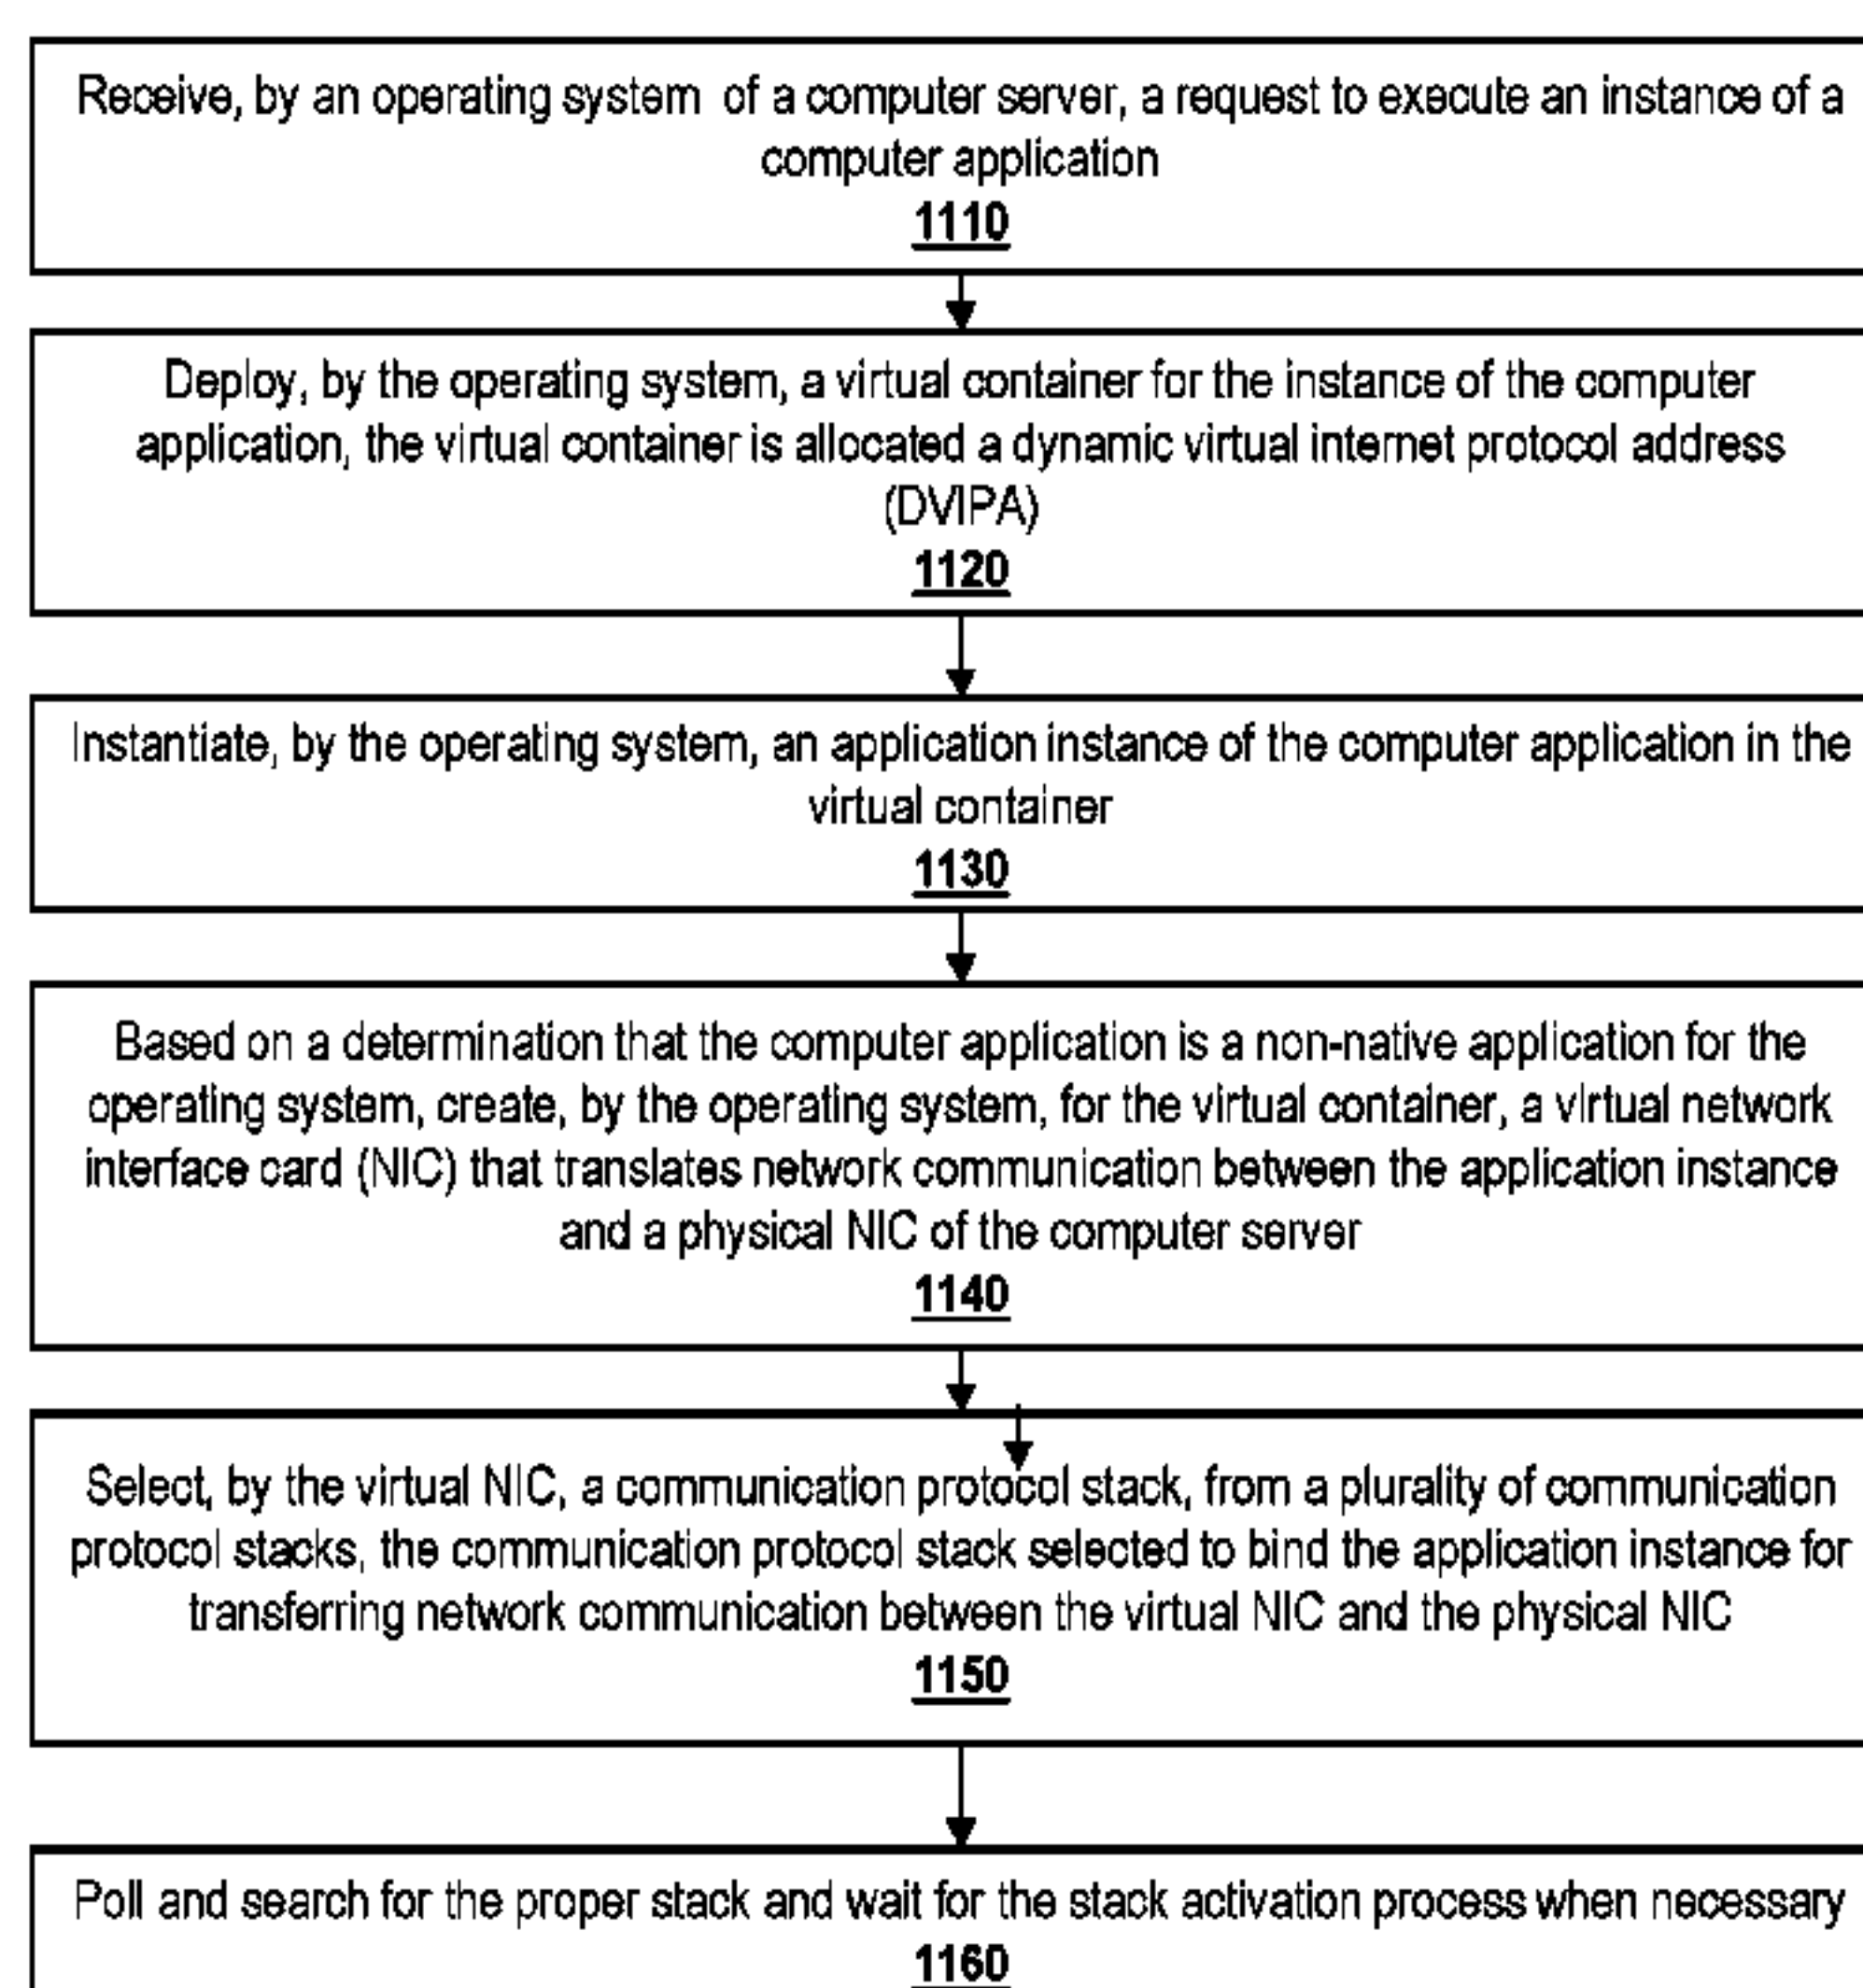 Receive, by an operating system of a computer server, a request to execute an instance of a
computer application
1110
Deploy, by the operating system, a virtual container for the instance of the computer
application, the virtual container is allocated a dynamic virtual internet protocol address
(DVIPA)
1120
Instantiate, by the operating system, an application instance of the computer application in the
virtual container
1130
Based on a determination that the computer application is a non-native application for the
operating system, create, by the operating system, for the virtual container, a virtual network
interface card (NIC) that translates network communication between the application instance
and a physical NIC of the computer server
1140
Select, by the virtual NIC, a communication protocol stack, from a plurality of communication
protocol stacks, the communication protocol stack selected to bind the application instance for
transferring network communication between the virtual NIC and the physical NIC
1150
Poll and search for the proper stack and wait for the stack activation process when necessary
1160